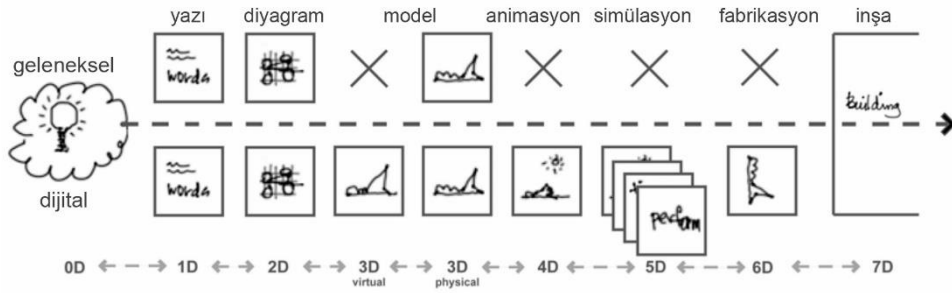 yazı diyagram model animasyon simülasyon fabrikasyon inşa
geleneksel
words
building
dijital
words
perform
0D 1D 2D 3D 3D 4D 5D 6D 7D
virtual physical